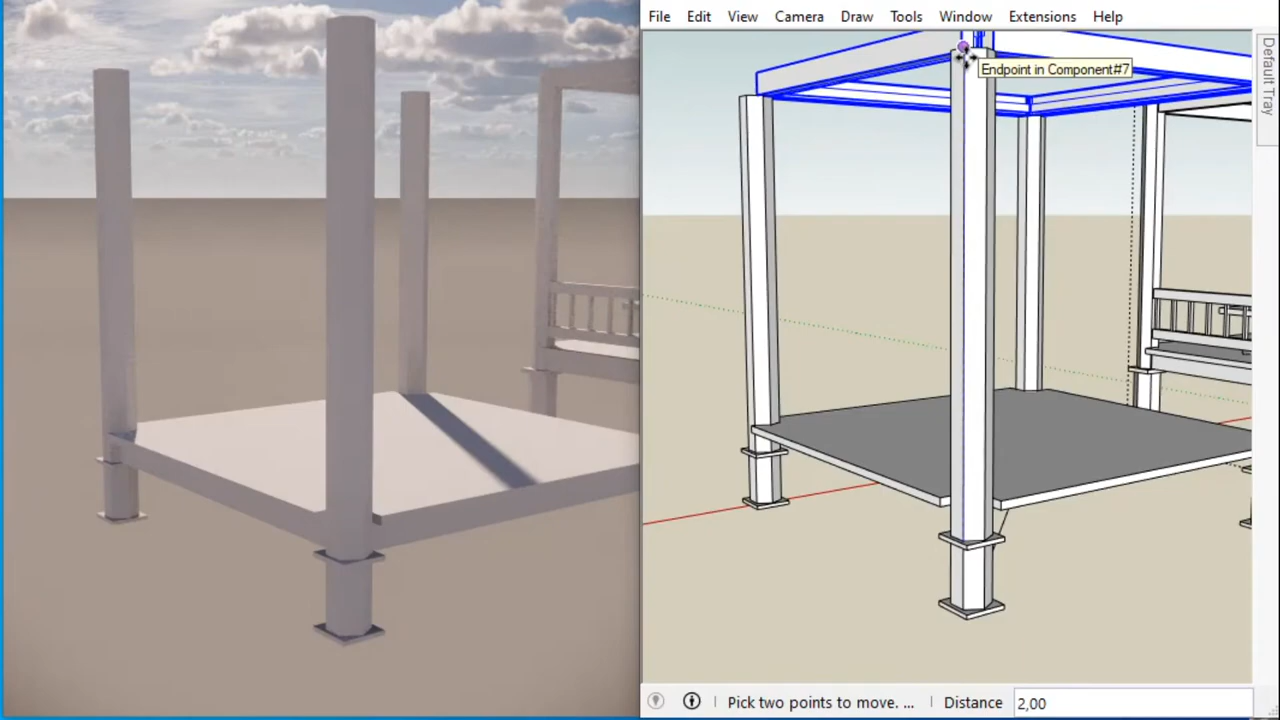 File Edit View Camera Draw Tools Window Extensions Help
Default Tray
Endpoint in Component#7
Pick two points to move. ... Distance 2,00